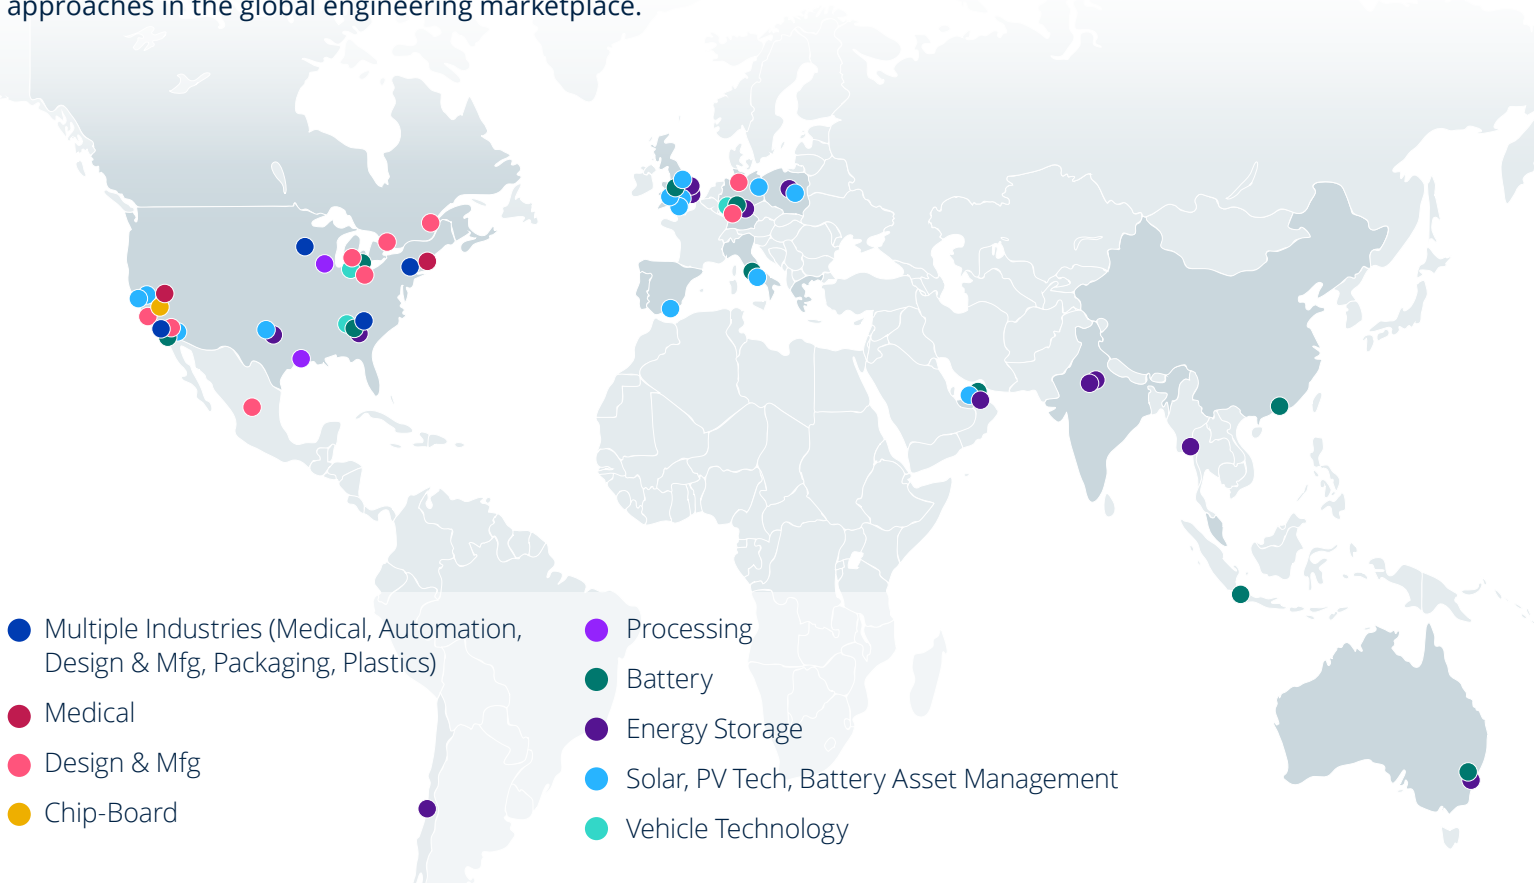 approaches in the global engineering marketplace.
Multiple Industries (Medical, Automation,
Design & Mfg, Packaging, Plastics)
Medical
Design & Mfg
Chip-Board
Processing
Battery
Energy Storage
Solar, PV Tech, Battery Asset Management
Vehicle Technology